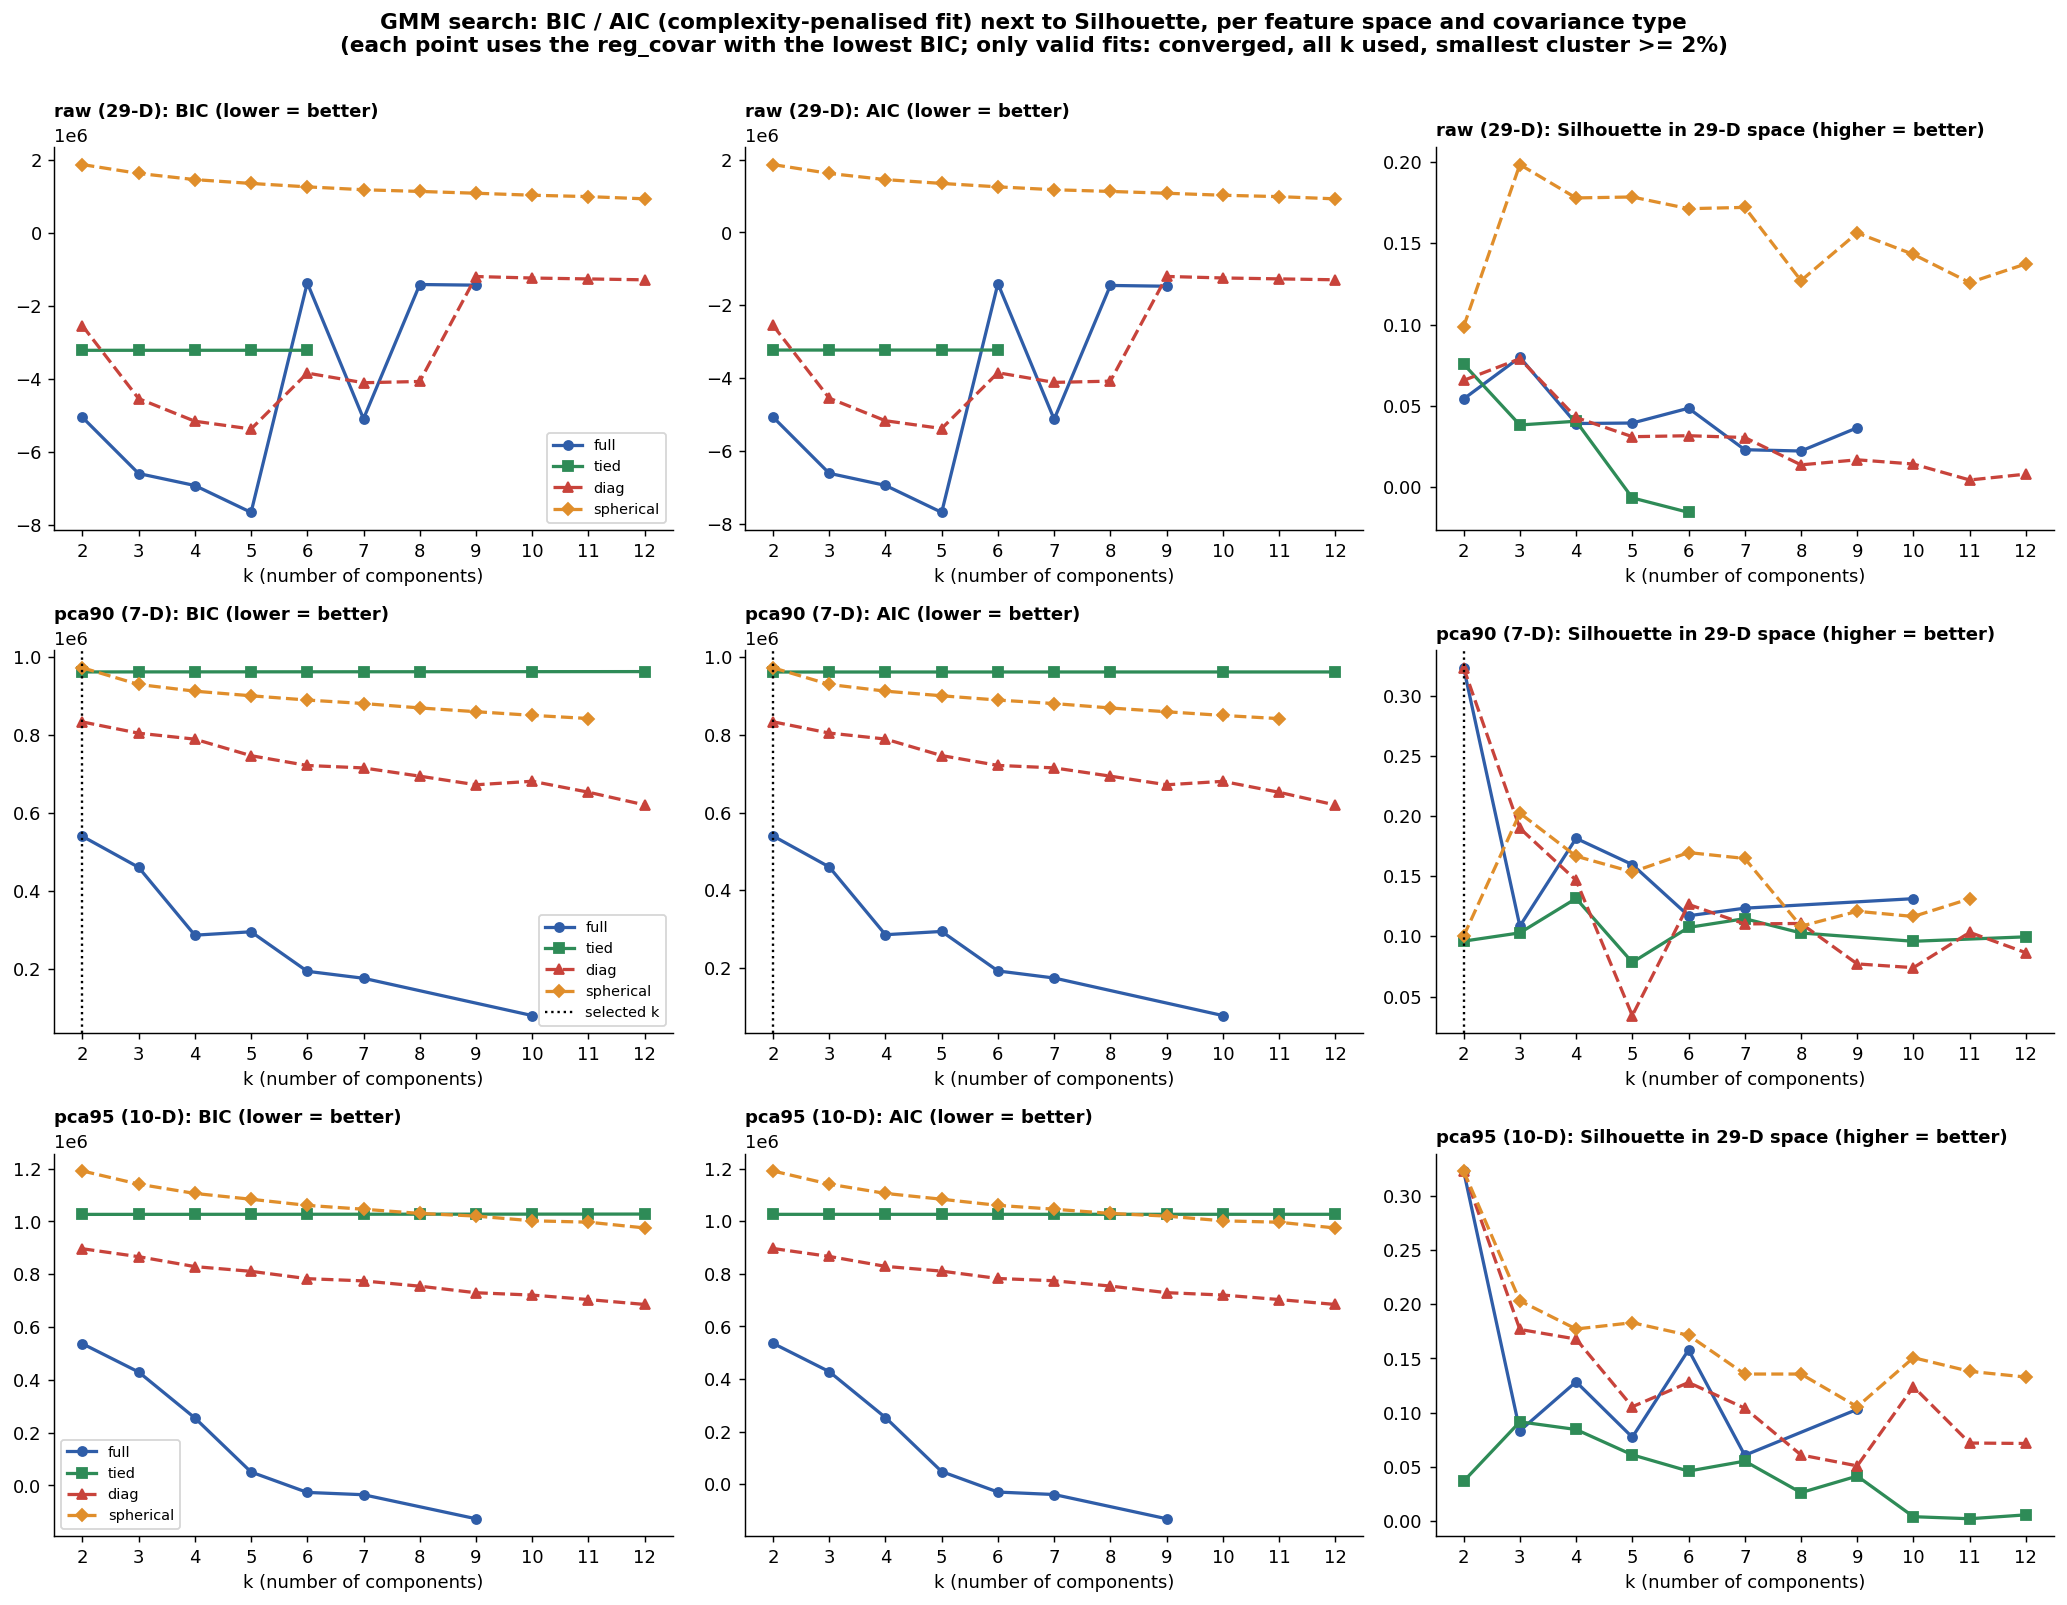 GMM search: BIC / AIC (complexity-penalised fit) next to Silhouette, per feature space and covariance type
(each point uses the reg_covar with the lowest BIC; only valid fits: converged, all k used, smallest cluster >= 2%)
raw (29-D): BIC (lower = better)
1e6
2
0
−2
−4
−6
−8
full
tied
diag
spherical
2 3 4 5 6 7 8 9 10 11 12
k (number of components)
raw (29-D): AIC (lower = better)
1e6
2
0
−2
−4
−6
−8
2 3 4 5 6 7 8 9 10 11 12
k (number of components)
raw (29-D): Silhouette in 29-D space (higher = better)
0.20
0.15
0.10
0.05
0.00
2 3 4 5 6 7 8 9 10 11 12
k (number of components)
pca90 (7-D): BIC (lower = better)
1e6
1.0
0.8
0.6
0.4
0.2
full
tied
diag
spherical
selected k
2 3 4 5 6 7 8 9 10 11 12
k (number of components)
pca90 (7-D): AIC (lower = better)
1e6
1.0
0.8
0.6
0.4
0.2
2 3 4 5 6 7 8 9 10 11 12
k (number of components)
pca90 (7-D): Silhouette in 29-D space (higher = better)
0.30
0.25
0.20
0.15
0.10
0.05
2 3 4 5 6 7 8 9 10 11 12
k (number of components)
pca95 (10-D): BIC (lower = better)
1e6
1.2
1.0
0.8
0.6
0.4
0.2
0.0
full
tied
diag
spherical
2 3 4 5 6 7 8 9 10 11 12
k (number of components)
pca95 (10-D): AIC (lower = better)
1e6
1.2
1.0
0.8
0.6
0.4
0.2
0.0
2 3 4 5 6 7 8 9 10 11 12
k (number of components)
pca95 (10-D): Silhouette in 29-D space (higher = better)
0.30
0.25
0.20
0.15
0.10
0.05
0.00
2 3 4 5 6 7 8 9 10 11 12
k (number of components)